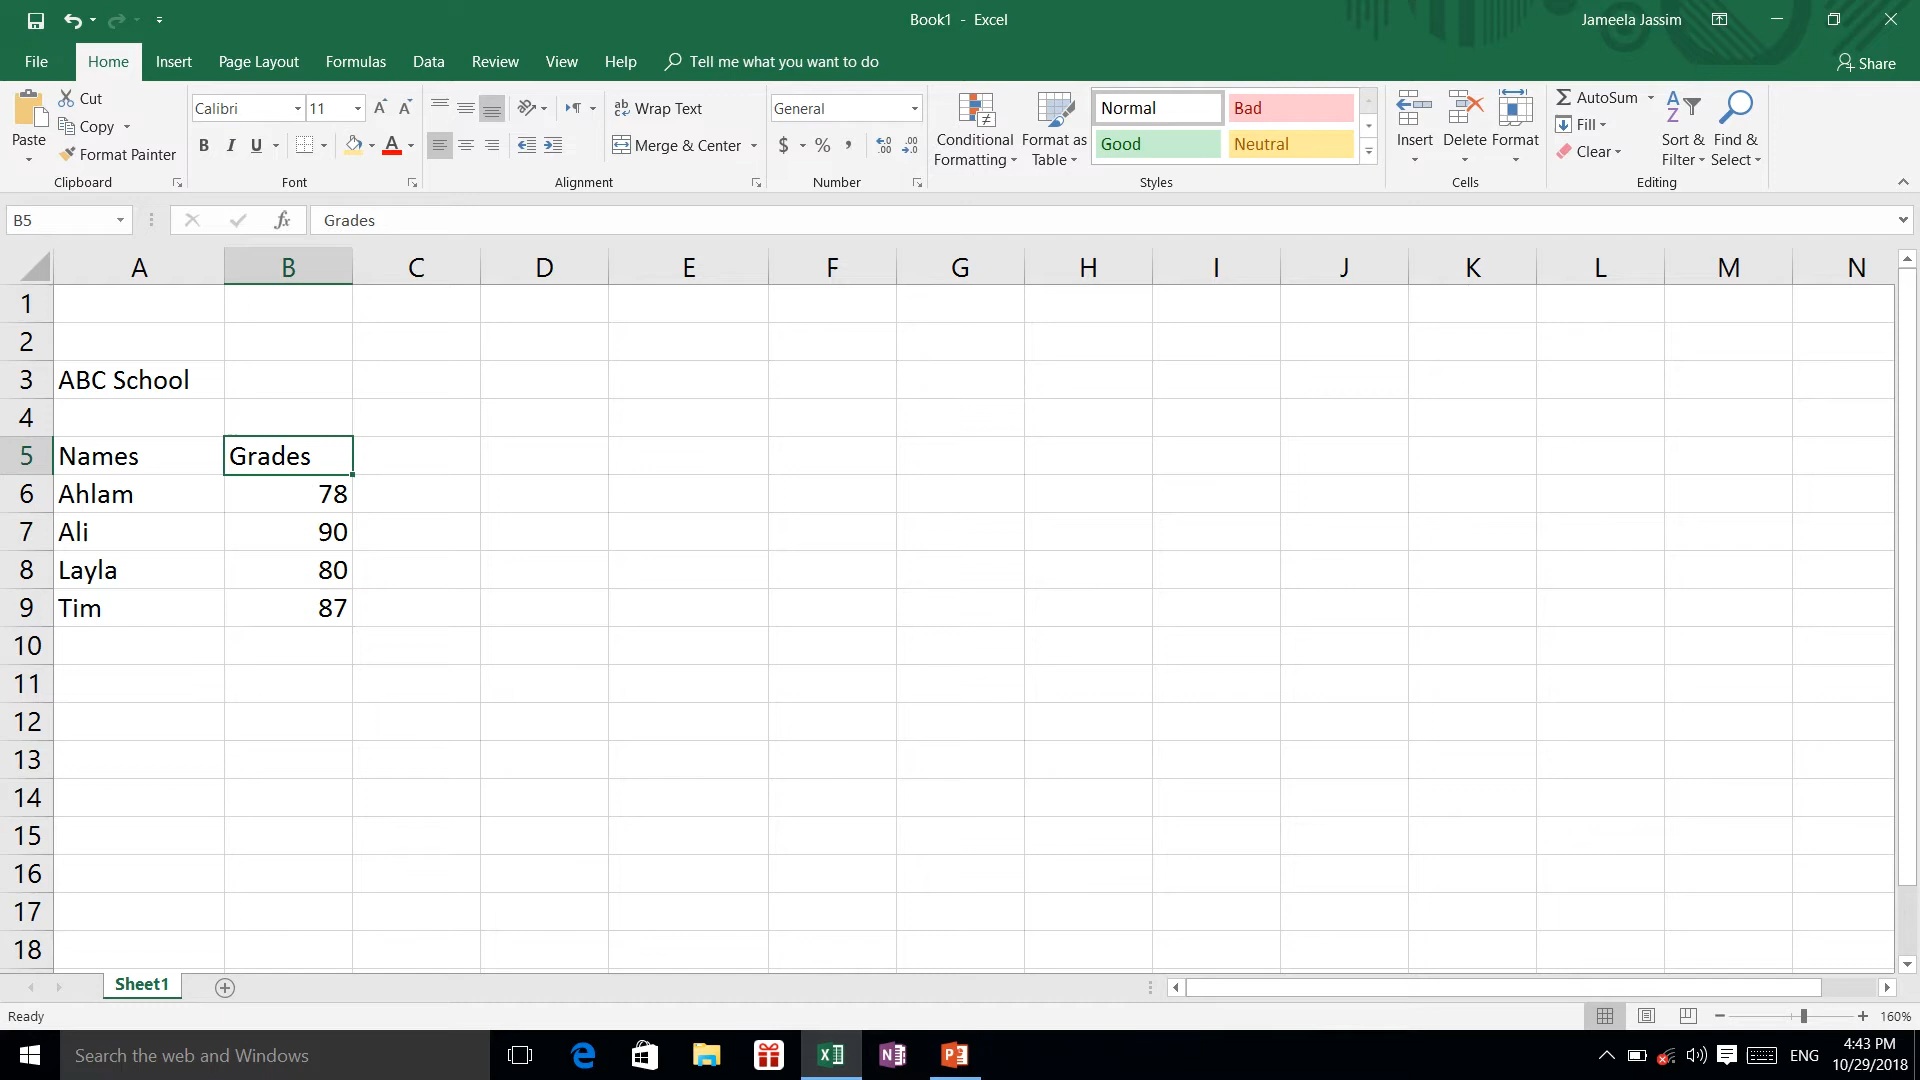 Book1 - Excel
Jameela Jassim
File Home Insert Page Layout Formulas Data Review View Help Tell me what you want to do Share
Paste
Cut
Copy
Format Painter
Clipboard
Calibri 11
B I U A
Font
Wrap Text
Merge & Center
Alignment
General
$ % ,
Number
Conditional Formatting
Format as Table
Normal Bad
Good Neutral
Styles
Insert Delete Format
Cells
AutoSum
Fill
Clear
Sort & Filter
Find & Select
Editing
B5 fx Grades
A B C D E F G H I J K L M N
1
2
3 ABC School
4
5 Names Grades
6 Ahlam 78
7 Ali 90
8 Layla 80
9 Tim 87
10
11
12
13
14
15
16
17
18
Sheet1
Ready
160%
Search the web and Windows
ENG
4:43 PM
10/29/2018